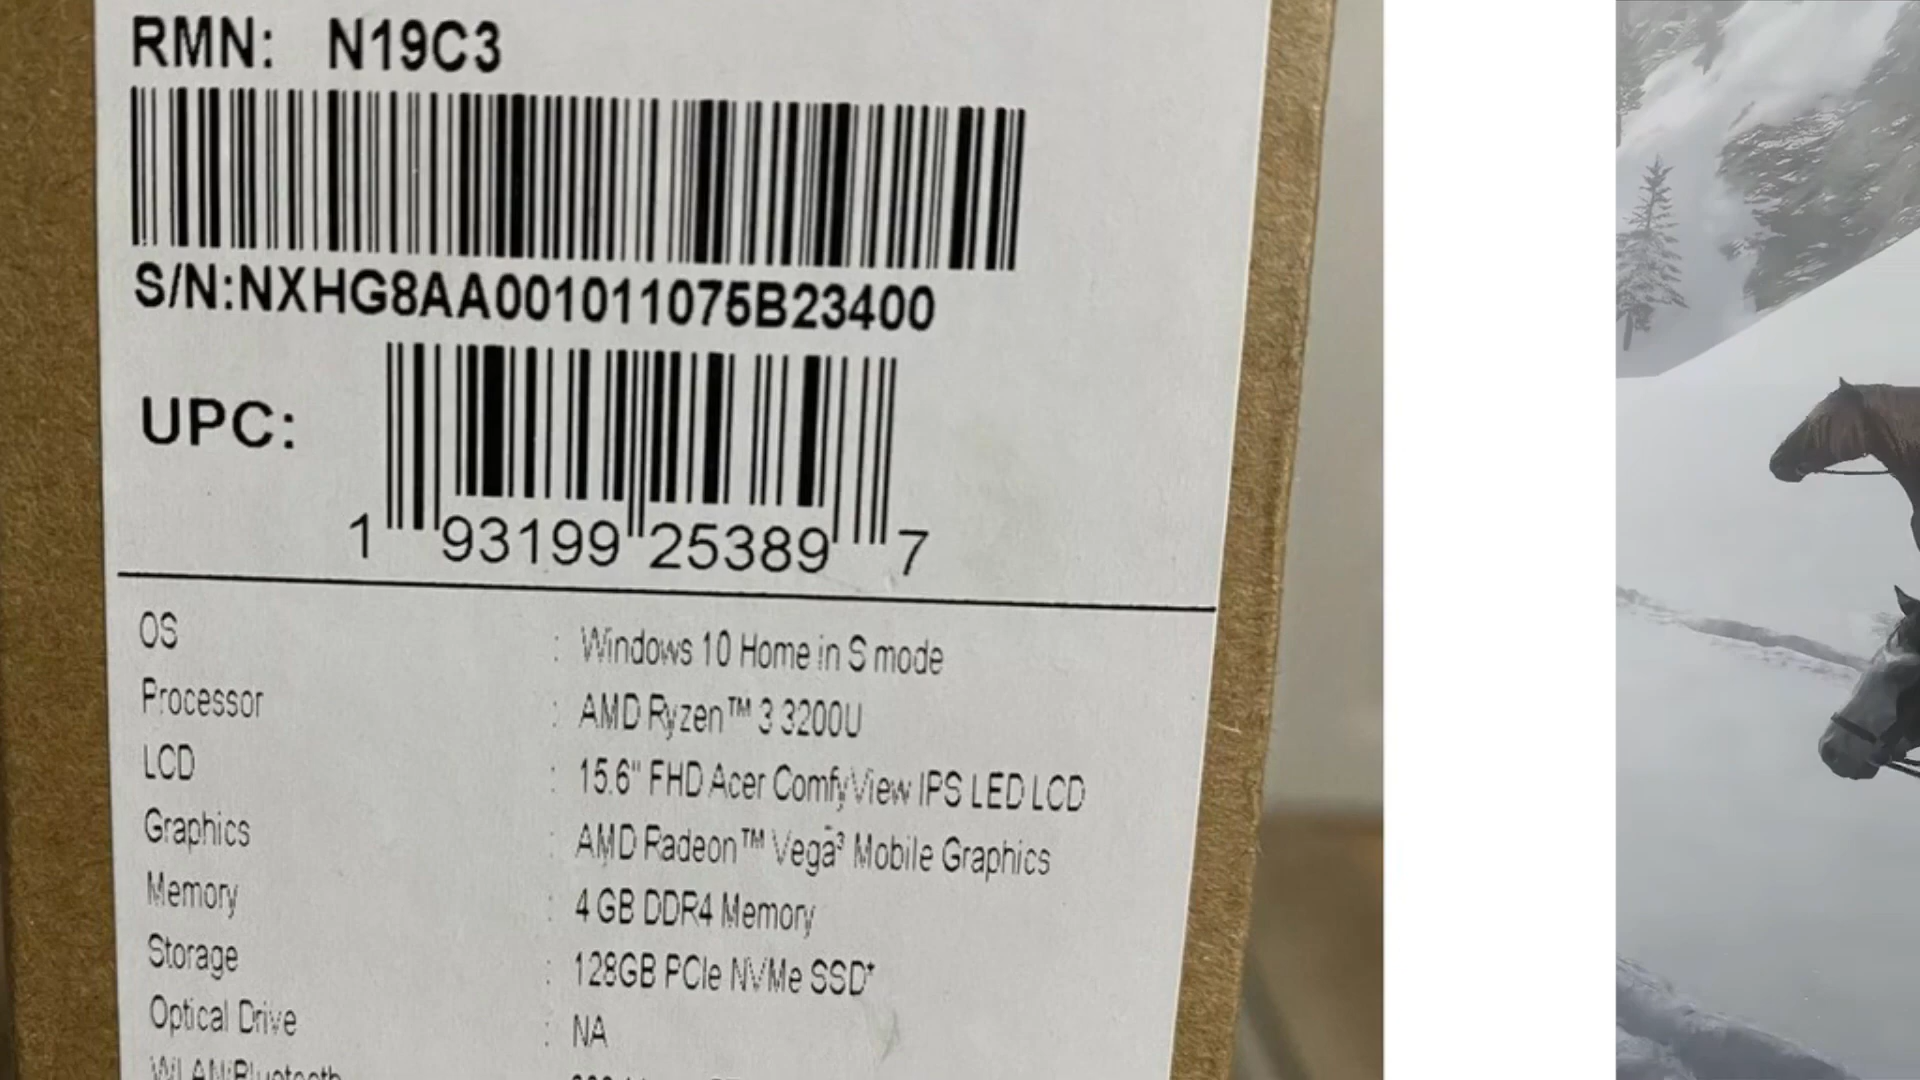 RMN: N19C3
S/N:NXHG8AA001011075B23400
UPC:
1 93199 25389 7
OS : Windows 10 Home in S mode
Processor : AMD Ryzen™ 3 3200U
LCD : 15.6" FHD Acer ComfyView IPS LED LCD
Graphics : AMD Radeon™ Vega³ Mobile Graphics
Memory : 4 GB DDR4 Memory
Storage : 128GB PCIe NVMe SSD*
Optical Drive : NA
WLAN/Bluetooth